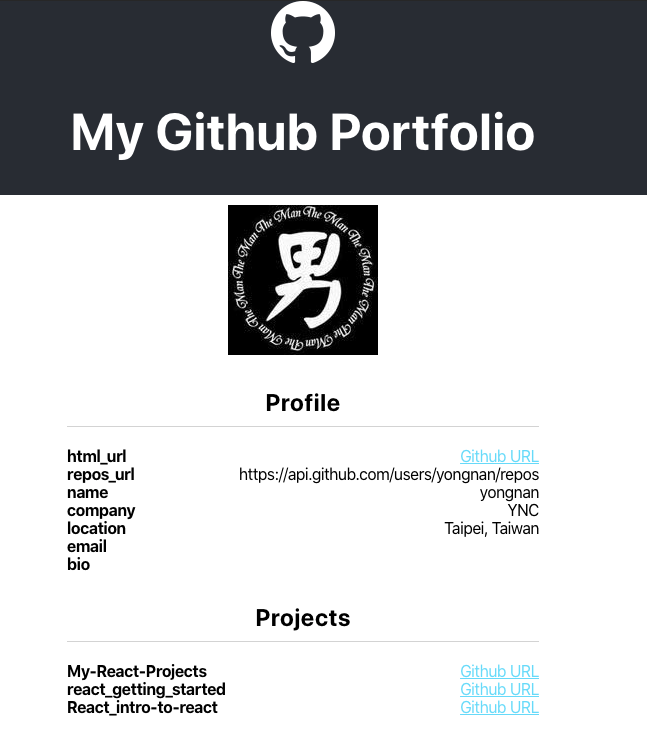 My Github Portfolio
The Man The Man The Man The Man The Man The Man The Man The Man
男
Profile
html_url Github URL
repos_url https://api.github.com/users/yongnan/repos
name yongnan
company YNC
location Taipei, Taiwan
email
bio
Projects
My-React-Projects Github URL
react_getting_started Github URL
React_intro-to-react Github URL